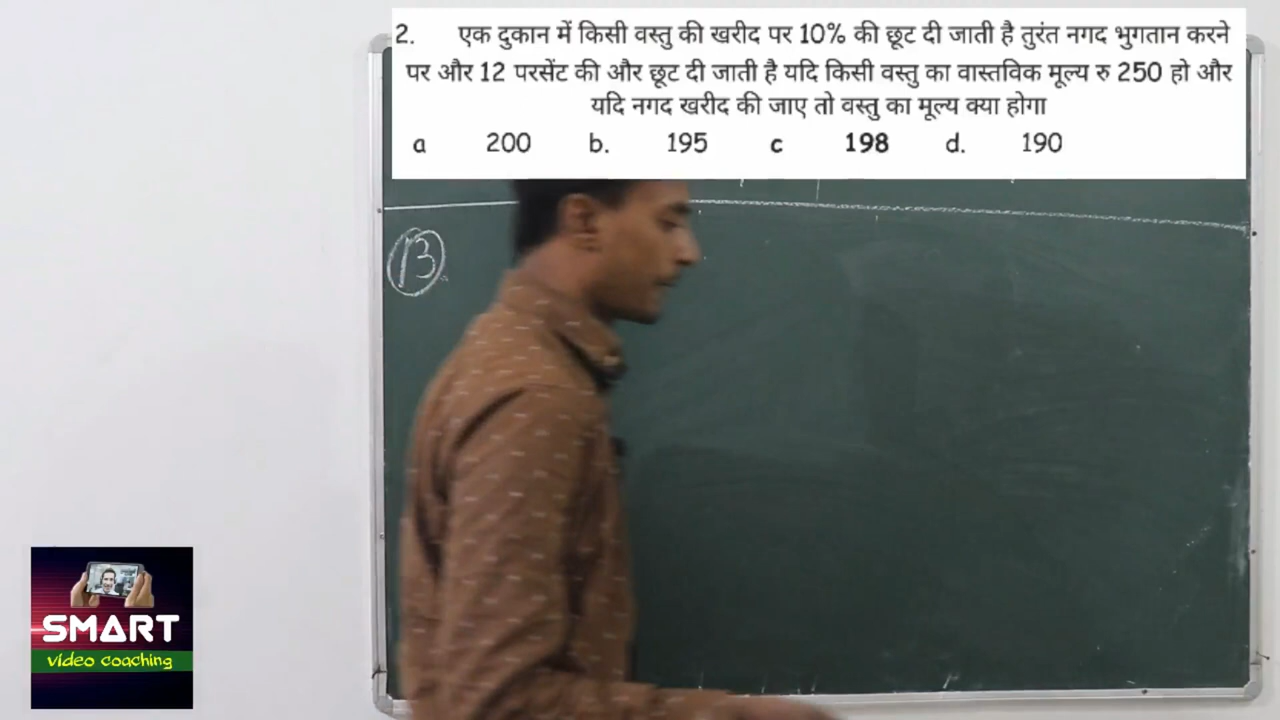 2. एक दुकान में किसी वस्तु की खरीद पर 10% की छूट दी जाती है तुरंत नगद भुगतान करने
पर और 12 परसेंट की और छूट दी जाती है यदि किसी वस्तु का वास्तविक मूल्य रु 250 हो और
यदि नगद खरीद की जाए तो वस्तु का मूल्य क्या होगा
a 200 b. 195 c 198 d. 190
13
SMART
video coaching